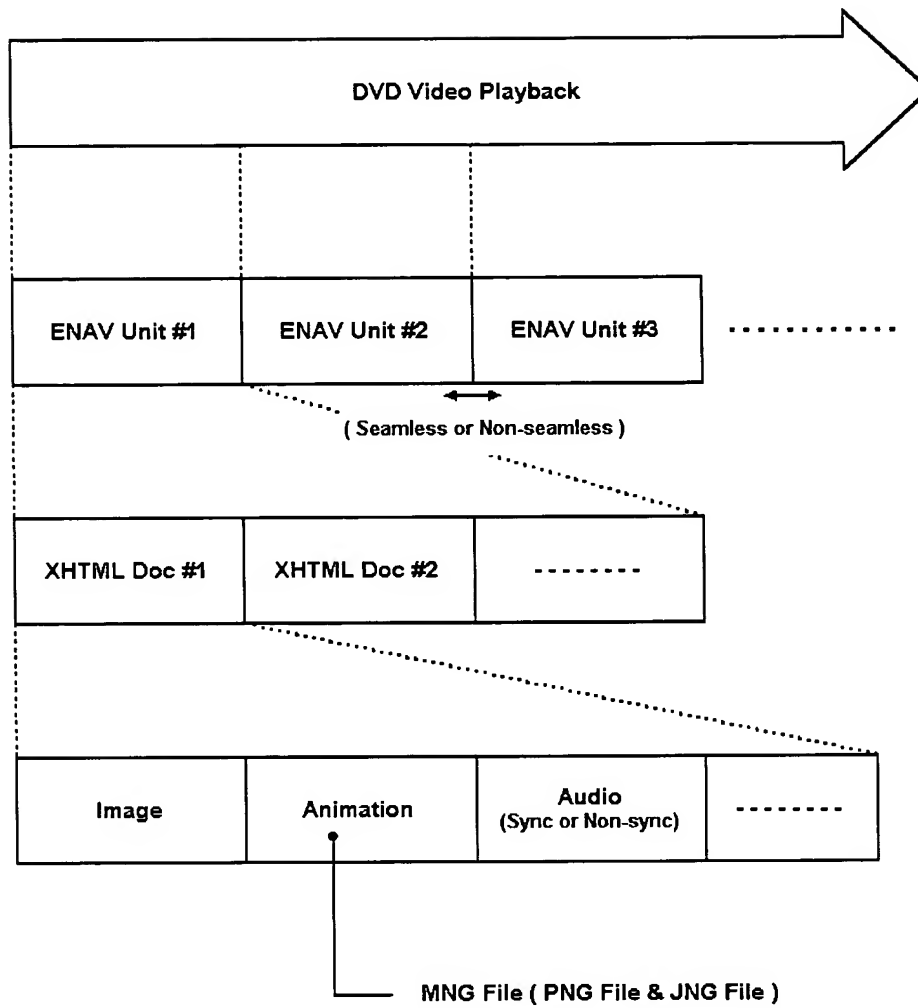 DVD Video Playback
ENAV Unit #1
ENAV Unit #2
ENAV Unit #3
( Seamless or Non-seamless )
XHTML Doc #1
XHTML Doc #2
Image
Animation
Audio
(Sync or Non-sync)
MNG File ( PNG File & JNG File )